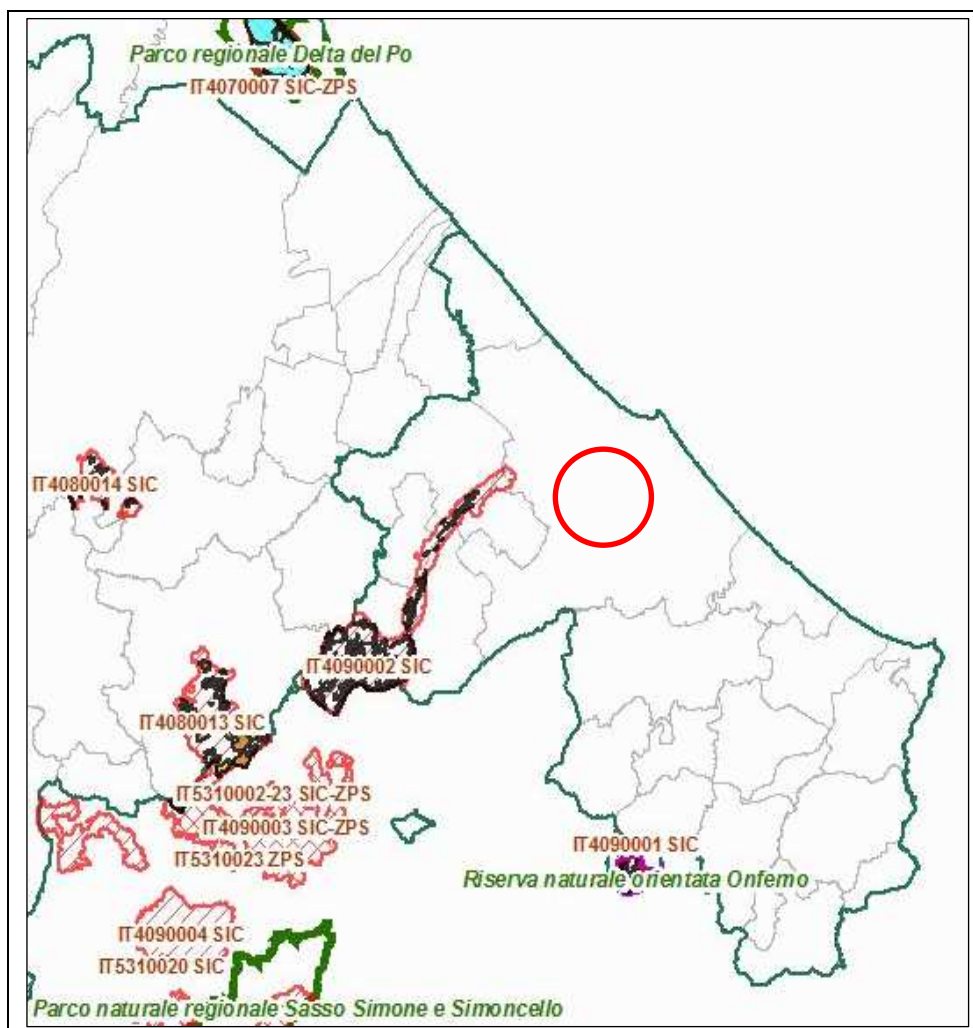 Parco regionale Delta del Po
IT4070007 SIC-ZPS
IT4080014 SIC
IT4090002 SIC
IT4080013 SIC
IT5310002-23 SIC-ZPS
IT4090003 SIC-ZPS
IT5310023 ZPS
IT4090001 SIC
Riserva naturale orientata Onferno
IT4090004 SIC
IT5310020 SIC
Parco naturale regionale Sasso Simone e Simoncello